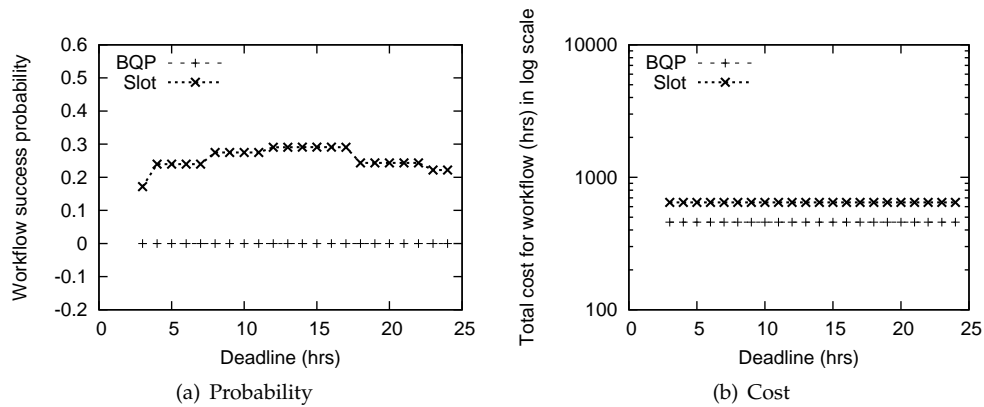 Workflow success probability
0.6
0.5
0.4
0.3
0.2
0.1
0
-0.1
-0.2
BQP
Slot
0 5 10 15 20 25
Deadline (hrs)
(a) Probability
Total cost for workflow (hrs) in log scale
10000
1000
100
BQP
Slot
0 5 10 15 20 25
Deadline (hrs)
(b) Cost